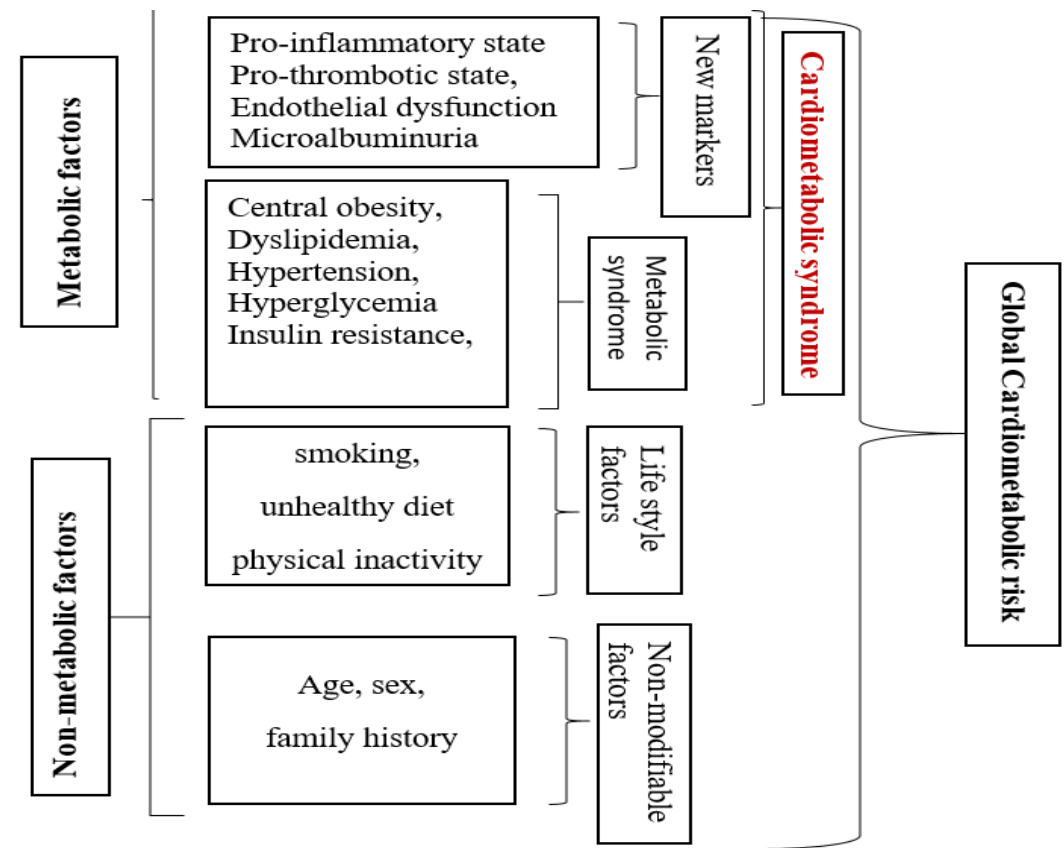 Metabolic factors
Pro-inflammatory state
Pro-thrombotic state,
Endothelial dysfunction
Microalbuminuria
New markers
Cardiometabolic syndrome
Central obesity,
Dyslipidemia,
Hypertension,
Hyperglycemia
Insulin resistance,
Metabolic
syndrome
Global Cardiometabolic risk
Non-metabolic factors
smoking,
unhealthy diet
physical inactivity
Life style
factors
Age, sex,
family history
Non-modifiable
factors